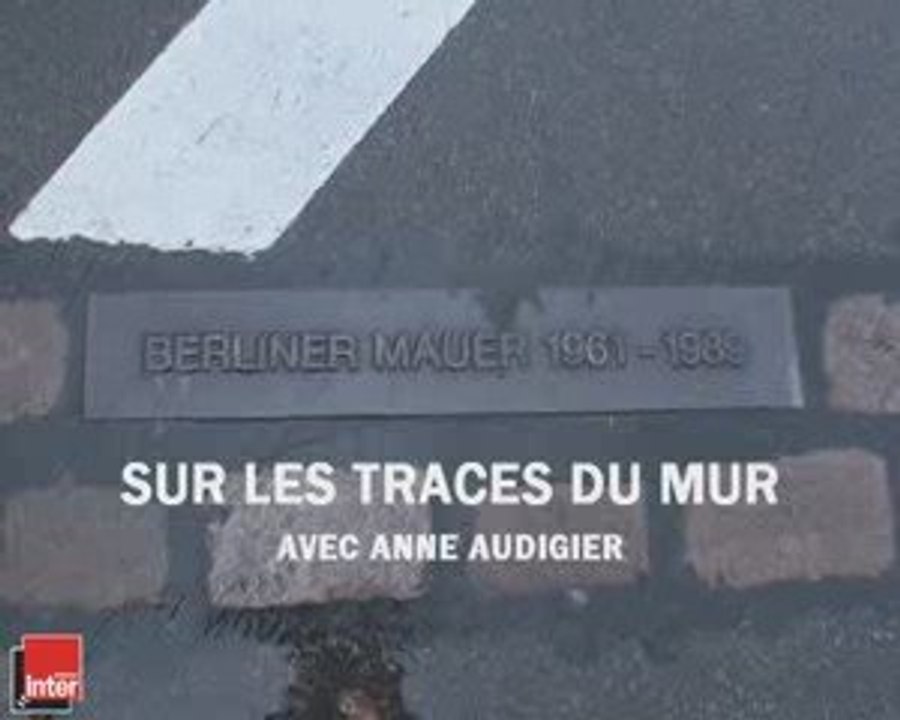 BERLINER MAUER 1961-1989
SUR LES TRACES DU MUR
AVEC ANNE AUDIGIER
inter